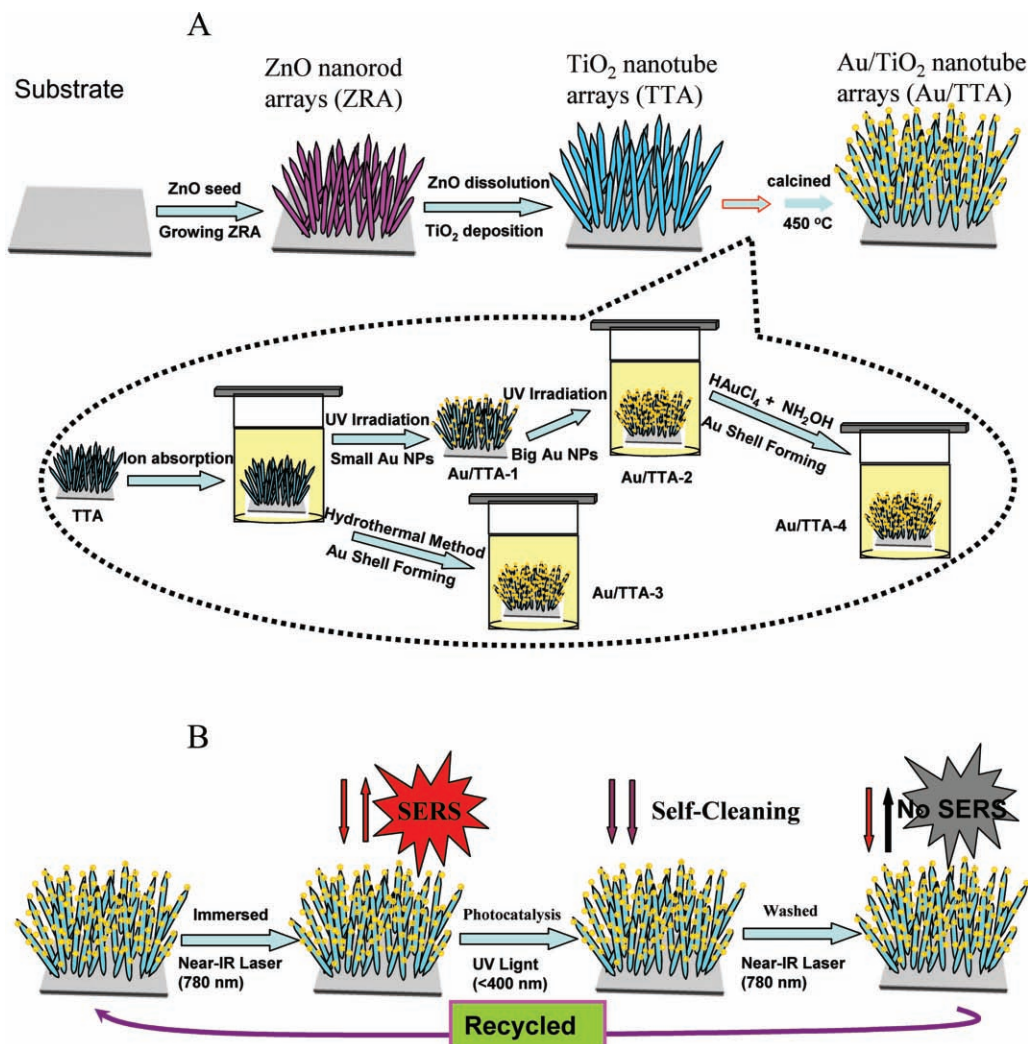 A
Substrate
ZnO nanorod
arrays (ZRA)
TiO₂ nanotube
arrays (TTA)
Au/TiO₂ nanotube
arrays (Au/TTA)
ZnO seed
Growing ZRA
ZnO dissolution
TiO₂ deposition
calcined
450 °C
TTA
Ion absorption
UV Irradiation
Small Au NPs
Au/TTA-1
UV Irradiation
Big Au NPs
Au/TTA-2
HAuCl₄ + NH₂OH
Au Shell Forming
Au/TTA-4
Hydrothermal Method
Au Shell Forming
Au/TTA-3
B
SERS
Self-Cleaning
No SERS
Immersed
Near-IR Laser
(780 nm)
Photocatalysis
UV Lignt
(<400 nm)
Washed
Near-IR Laser
(780 nm)
Recycled